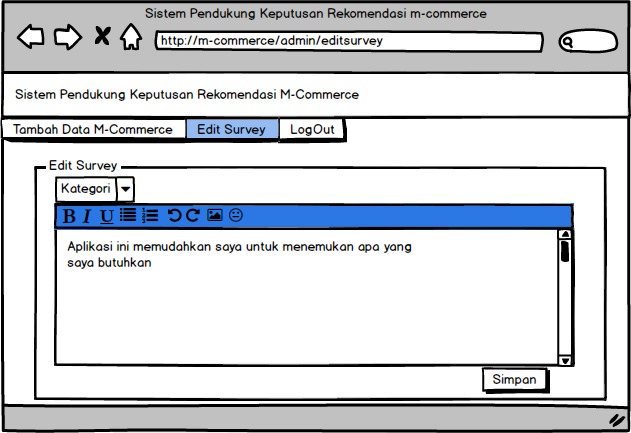 Sistem Pendukung Keputusan Rekomendasi m-commerce
http://m-commerce/admin/editsurvey
Sistem Pendukung Keputusan Rekomendasi M-Commerce
Tambah Data M-Commerce Edit Survey LogOut
Edit Survey
Kategori
B I U
Aplikasi ini memudahkan saya untuk menemukan apa yang
saya butuhkan
Simpan